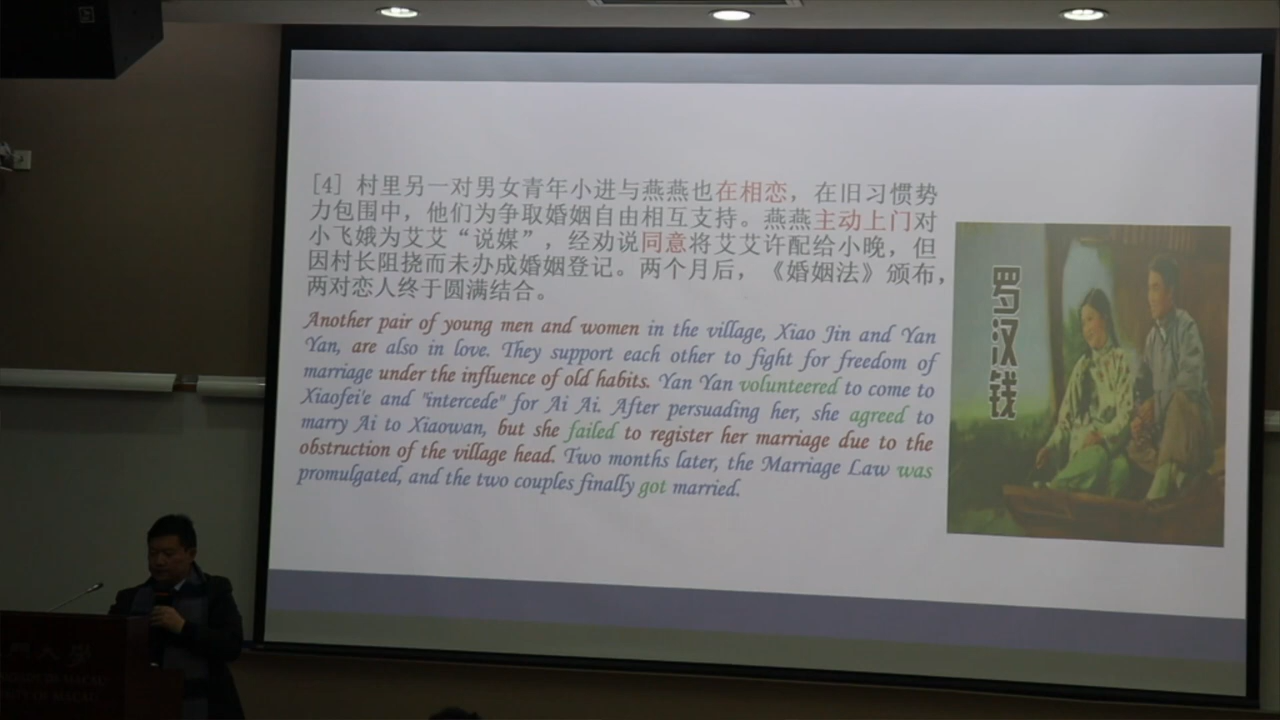 [4] 村里另一对男女青年小进与燕燕也在相恋，在旧习惯势
力包围中，他们为争取婚姻自由相互支持。燕燕主动上门对
小飞娥为艾艾“说媒”，经劝说同意将艾艾许配给小晚，但
因村长阻挠而未办成婚姻登记。两个月后，《婚姻法》颁布，
两对恋人终于圆满结合。
Another pair of young men and women in the village, Xiao Jin and Yan
Yan, are also in love. They support each other to fight for freedom of
marriage under the influence of old habits. Yan Yan volunteered to come to
Xiaofei'e and "intercede" for Ai Ai. After persuading her, she agreed to
marry Ai to Xiaowan, but she failed to register her marriage due to the
obstruction of the village head. Two months later, the Marriage Law was
promulgated, and the two couples finally got married.
罗汉钱
大學